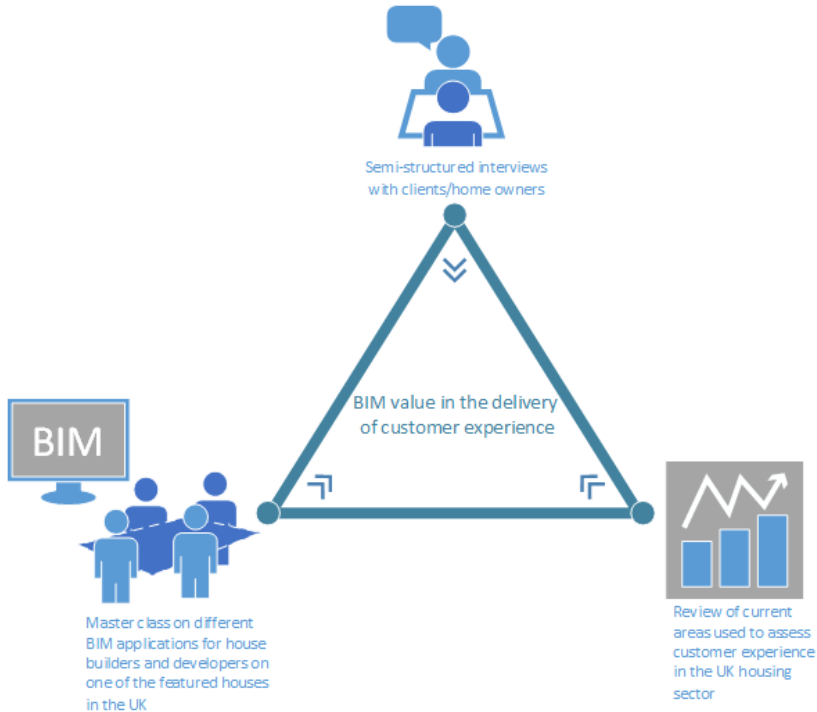 Semi-structured interviews
with clients/home owners
BIM value in the delivery
of customer experience
BIM
Master class on different
BIM applications for house
builders and developers on
one of the featured houses
in the UK
Review of current
areas used to assess
customer experience
in the UK housing
sector